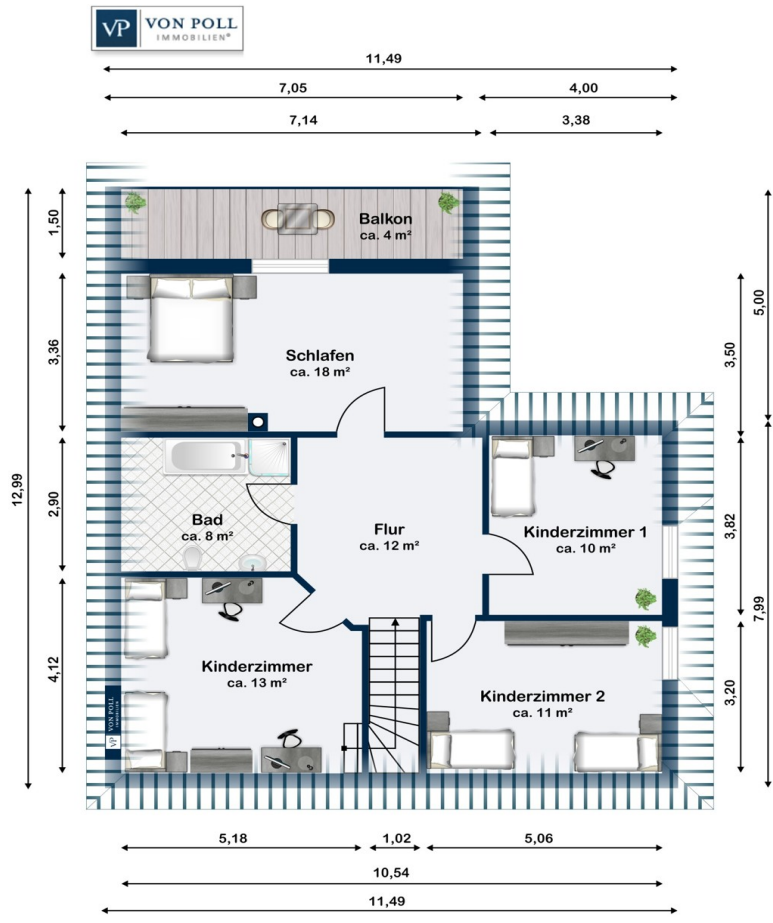 VP VON POLL
IMMOBILIEN®
11,49
7,05
4,00
7,14
3,38
1,50
3,36
2,90
4,12
12,99
5,00
3,50
3,82
7,99
3,20
Balkon
ca. 4 m²
Schlafen
ca. 18 m²
Bad
ca. 8 m²
Flur
ca. 12 m²
Kinderzimmer 1
ca. 10 m²
Kinderzimmer
ca. 13 m²
Kinderzimmer 2
ca. 11 m²
VP VON POLL
IMMOBILIEN
5,18
1,02
5,06
10,54
11,49